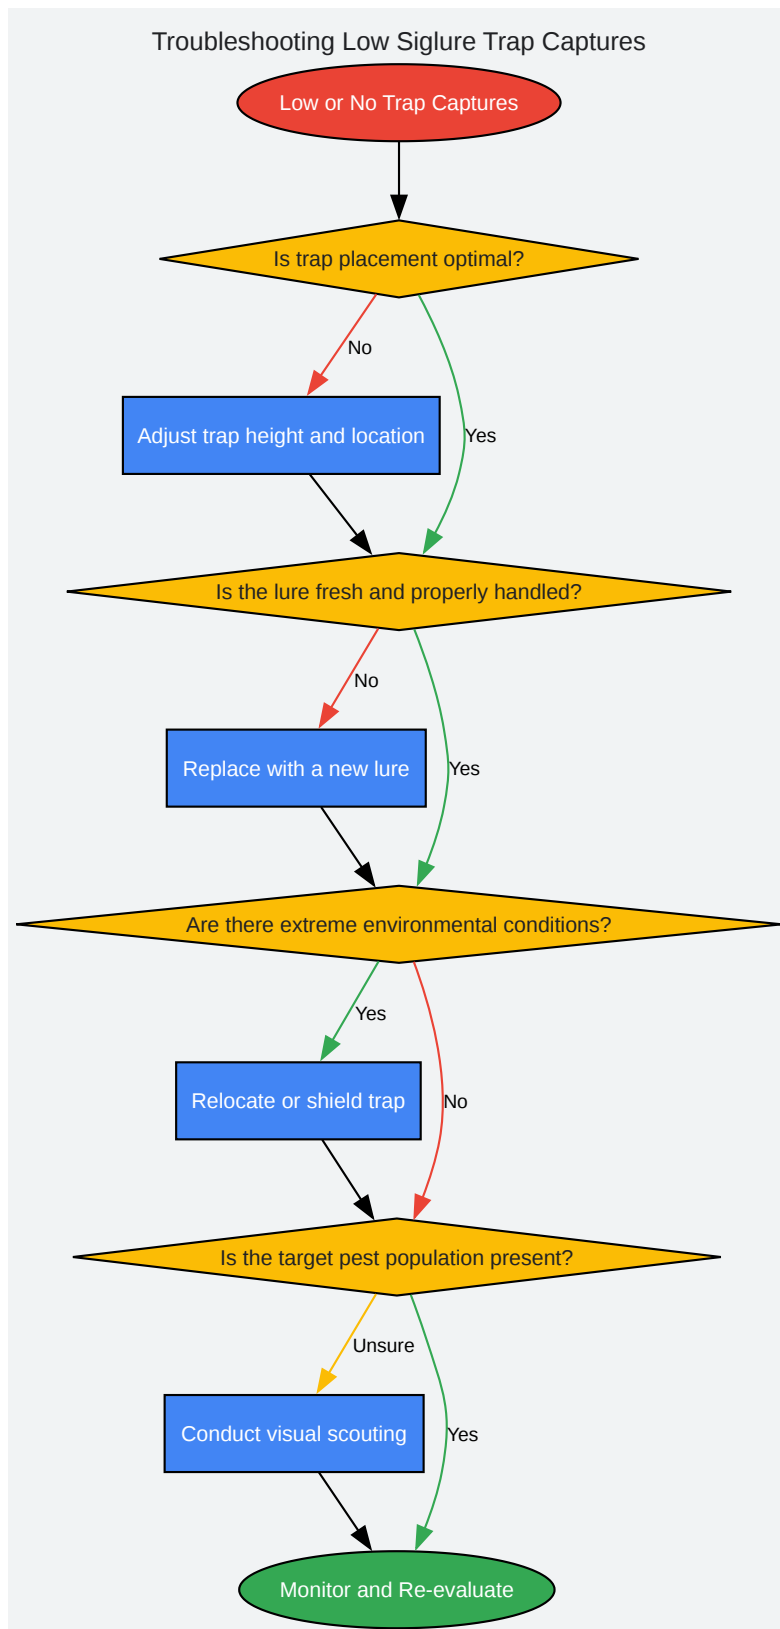 Troubleshooting Low Siglure Trap Captures
Low or No Trap Captures
Is trap placement optimal?
No
Adjust trap height and location
Yes
Is the lure fresh and properly handled?
No
Replace with a new lure
Yes
Are there extreme environmental conditions?
Yes
Relocate or shield trap
No
Is the target pest population present?
Unsure
Conduct visual scouting
Yes
Monitor and Re-evaluate